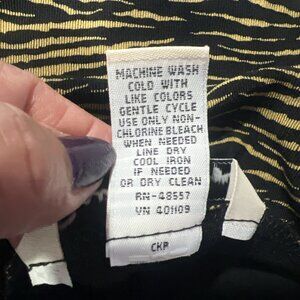 MACHINE WASH
COLD WITH
LIKE COLORS
GENTLE CYCLE
USE ONLY NON-
CHLORINE BLEACH
WHEN NEEDED
LINE DRY
COOL IRON
IF NEEDED
OR DRY CLEAN
RN-48557
VN 401109
CKP